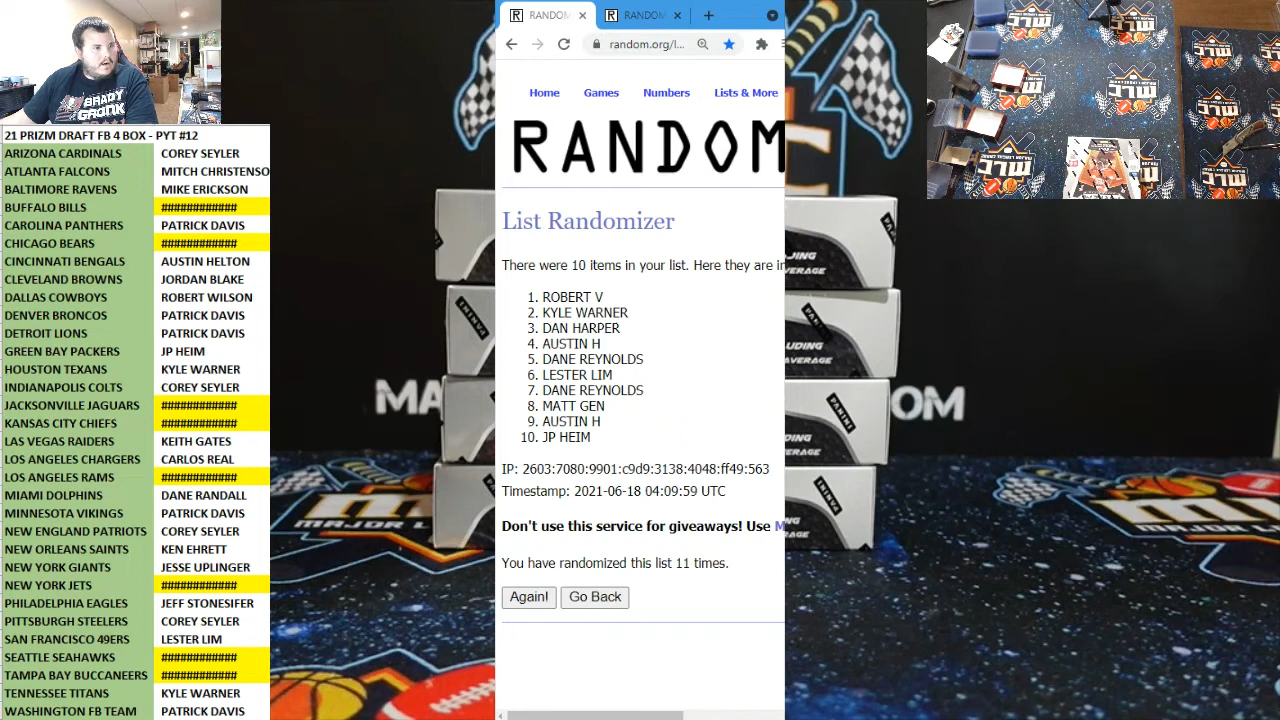 BRADY
GRONK
21 PRIZM DRAFT FB 4 BOX - PYT #12
ARIZONA CARDINALS COREY SEYLER
ATLANTA FALCONS MITCH CHRISTENSO
BALTIMORE RAVENS MIKE ERICKSON
BUFFALO BILLS ############
CAROLINA PANTHERS PATRICK DAVIS
CHICAGO BEARS ############
CINCINNATI BENGALS AUSTIN HELTON
CLEVELAND BROWNS JORDAN BLAKE
DALLAS COWBOYS ROBERT WILSON
DENVER BRONCOS PATRICK DAVIS
DETROIT LIONS PATRICK DAVIS
GREEN BAY PACKERS JP HEIM
HOUSTON TEXANS KYLE WARNER
INDIANAPOLIS COLTS COREY SEYLER
JACKSONVILLE JAGUARS ############
KANSAS CITY CHIEFS ############
LAS VEGAS RAIDERS KEITH GATES
LOS ANGELES CHARGERS CARLOS REAL
LOS ANGELES RAMS ############
MIAMI DOLPHINS DANE RANDALL
MINNESOTA VIKINGS PATRICK DAVIS
NEW ENGLAND PATRIOTS COREY SEYLER
NEW ORLEANS SAINTS KEN EHRETT
NEW YORK GIANTS JESSE UPLINGER
NEW YORK JETS ############
PHILADELPHIA EAGLES JEFF STONESIFER
PITTSBURGH STEELERS COREY SEYLER
SAN FRANCISCO 49ERS LESTER LIM
SEATTLE SEAHAWKS ############
TAMPA BAY BUCCANEERS ############
TENNESSEE TITANS KYLE WARNER
WASHINGTON FB TEAM PATRICK DAVIS
RANDOM RANDOM
random.org/l...
Home Games Numbers Lists & More
RANDOM
List Randomizer
There were 10 items in your list. Here they are in
1. ROBERT V
2. KYLE WARNER
3. DAN HARPER
4. AUSTIN H
5. DANE REYNOLDS
6. LESTER LIM
7. DANE REYNOLDS
8. MATT GEN
9. AUSTIN H
10. JP HEIM
IP: 2603:7080:9901:c9d9:3138:4048:ff49:563
Timestamp: 2021-06-18 04:09:59 UTC
Don't use this service for giveaways! Use M
You have randomized this list 11 times.
Again! Go Back
MA
OM
MAJOR L
PANINI
PANINI
PANINI
AVERAGE